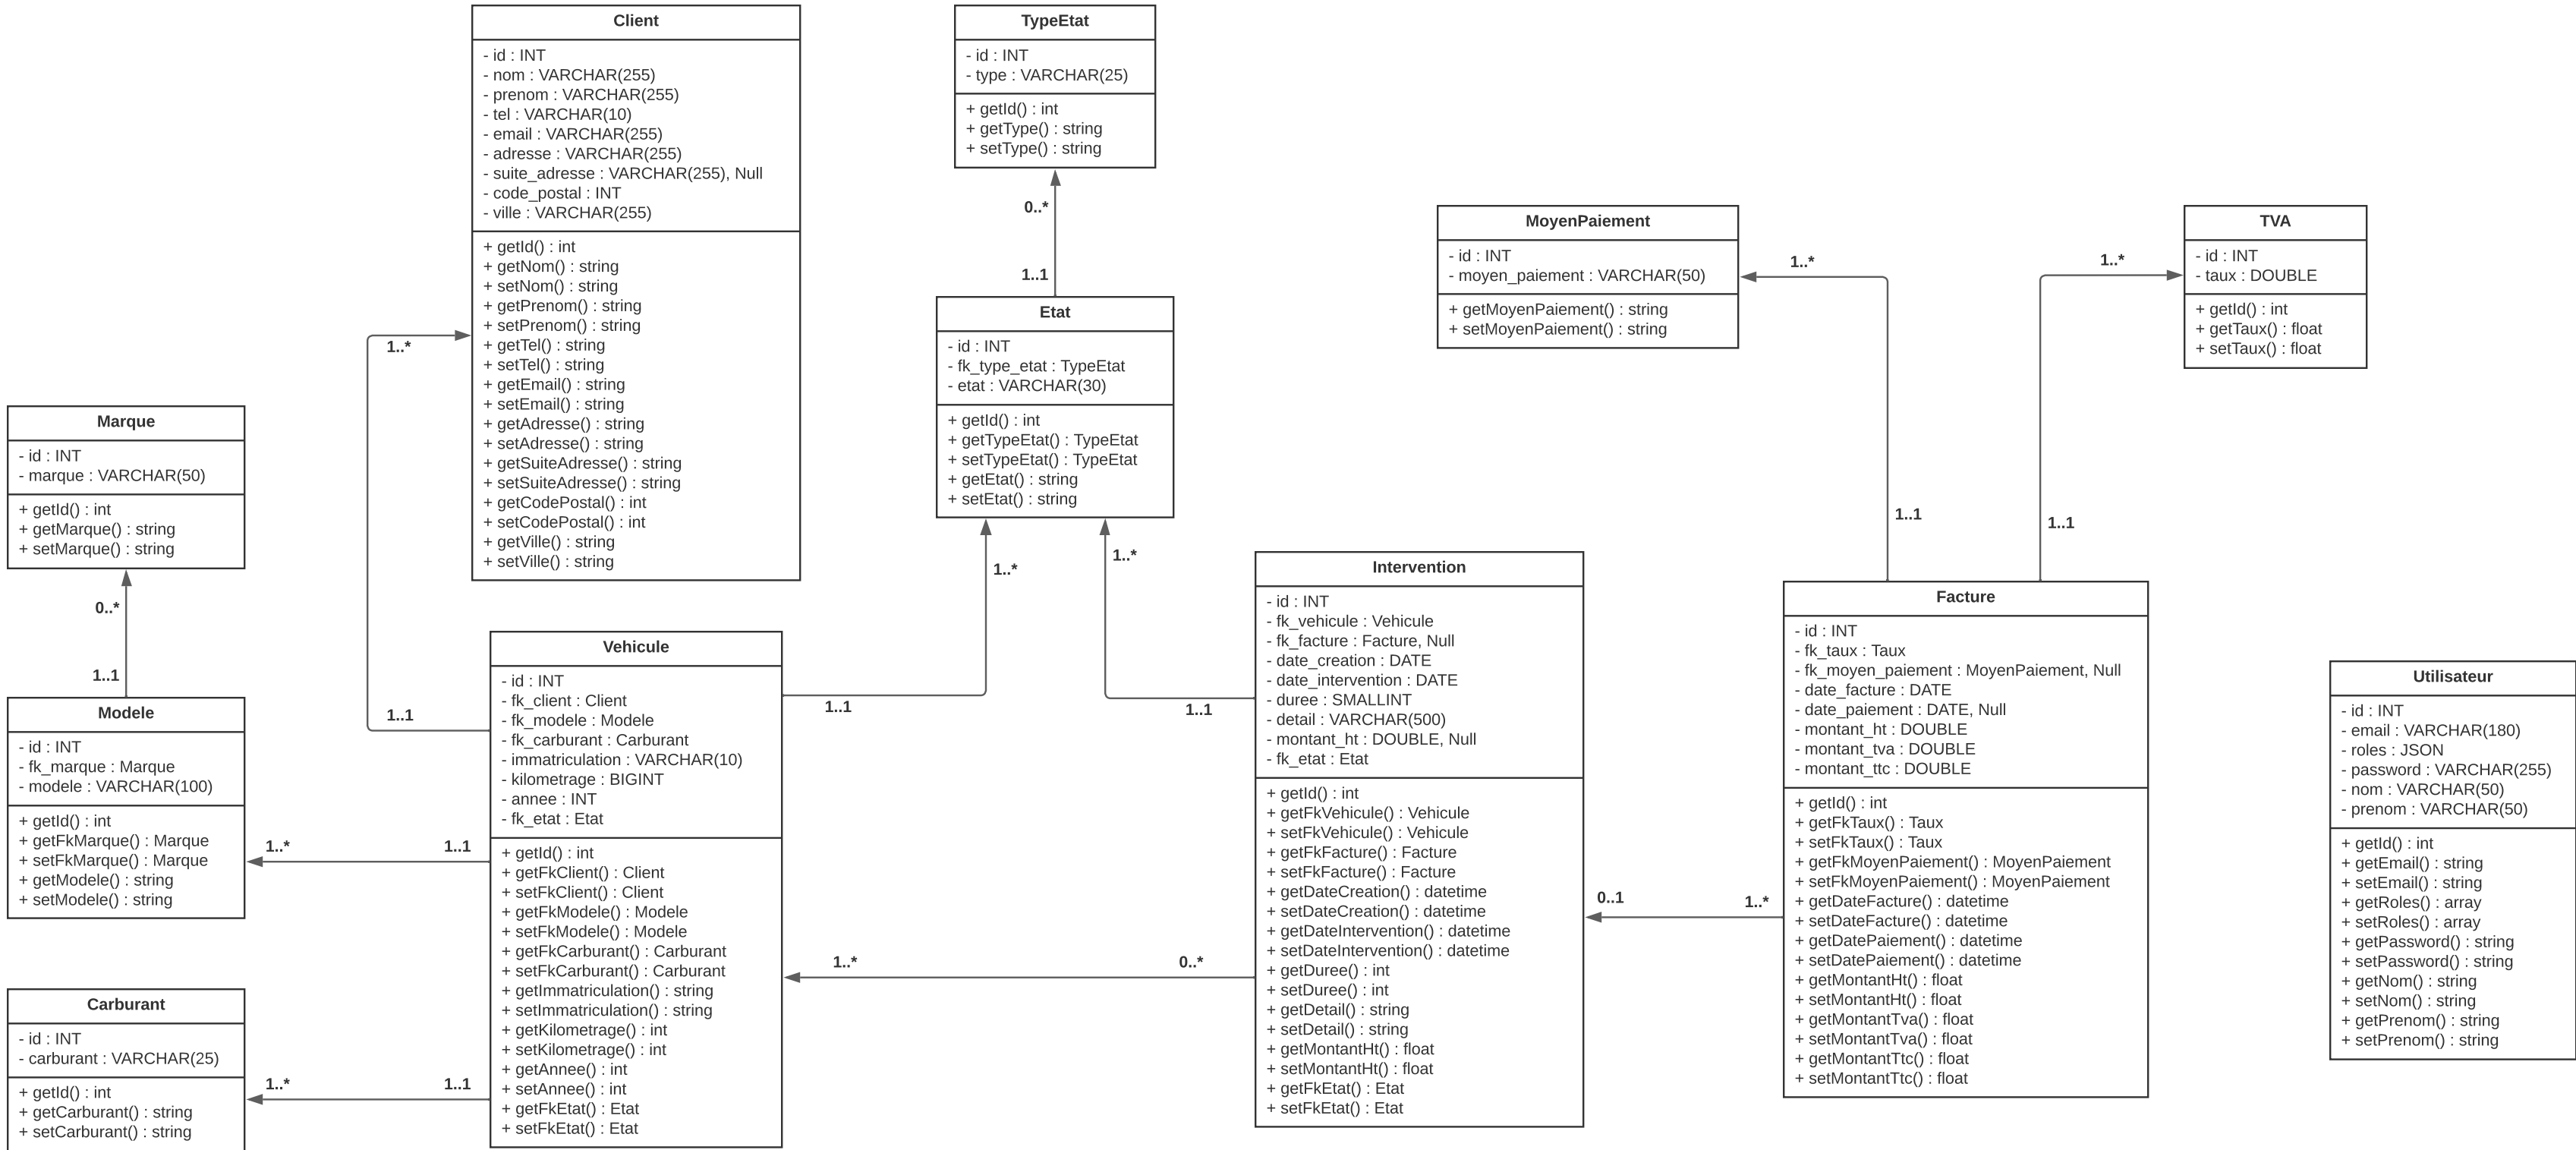 Client
- id : INT
- nom : VARCHAR(255)
- prenom : VARCHAR(255)
- tel : VARCHAR(10)
- email : VARCHAR(255)
- adresse : VARCHAR(255)
- suite_adresse : VARCHAR(255), Null
- code_postal : INT
- ville : VARCHAR(255)
+ getId() : int
+ getNom() : string
+ setNom() : string
+ getPrenom() : string
+ setPrenom() : string
+ getTel() : string
+ setTel() : string
+ getEmail() : string
+ setEmail() : string
+ getAdresse() : string
+ setAdresse() : string
+ getSuiteAdresse() : string
+ setSuiteAdresse() : string
+ getCodePostal() : int
+ setCodePostal() : int
+ getVille() : string
+ setVille() : string
TypeEtat
- id : INT
- type : VARCHAR(25)
+ getId() : int
+ getType() : string
+ setType() : string
0..*
1..1
Etat
- id : INT
- fk_type_etat : TypeEtat
- etat : VARCHAR(30)
+ getId() : int
+ getTypeEtat() : TypeEtat
+ setTypeEtat() : TypeEtat
+ getEtat() : string
+ setEtat() : string
MoyenPaiement
- id : INT
- moyen_paiement : VARCHAR(50)
+ getMoyenPaiement() : string
+ setMoyenPaiement() : string
1..*
1..1
TVA
- id : INT
- taux : DOUBLE
+ getId() : int
+ getTaux() : float
+ setTaux() : float
1..*
1..1
1..*
1..1
Marque
- id : INT
- marque : VARCHAR(50)
+ getId() : int
+ getMarque() : string
+ setMarque() : string
0..*
1..1
Modele
- id : INT
- fk_marque : Marque
- modele : VARCHAR(100)
+ getId() : int
+ getFkMarque() : Marque
+ setFkMarque() : Marque
+ getModele() : string
+ setModele() : string
1..*
1..1
Carburant
- id : INT
- carburant : VARCHAR(25)
+ getId() : int
+ getCarburant() : string
+ setCarburant() : string
1..*
1..1
Vehicule
- id : INT
- fk_client : Client
- fk_modele : Modele
- fk_carburant : Carburant
- immatriculation : VARCHAR(10)
- kilometrage : BIGINT
- annee : INT
- fk_etat : Etat
+ getId() : int
+ getFkClient() : Client
+ setFkClient() : Client
+ getFkModele() : Modele
+ setFkModele() : Modele
+ getFkCarburant() : Carburant
+ setFkCarburant() : Carburant
+ getImmatriculation() : string
+ setImmatriculation() : string
+ getKilometrage() : int
+ setKilometrage() : int
+ getAnnee() : int
+ setAnnee() : int
+ getFkEtat() : Etat
+ setFkEtat() : Etat
1..*
1..1
1..*
1..1
1..*
0..*
Intervention
- id : INT
- fk_vehicule : Vehicule
- fk_facture : Facture, Null
- date_creation : DATE
- date_intervention : DATE
- duree : SMALLINT
- detail : VARCHAR(500)
- montant_ht : DOUBLE, Null
- fk_etat : Etat
+ getId() : int
+ getFkVehicule() : Vehicule
+ setFkVehicule() : Vehicule
+ getFkFacture() : Facture
+ setFkFacture() : Facture
+ getDateCreation() : datetime
+ setDateCreation() : datetime
+ getDateIntervention() : datetime
+ setDateIntervention() : datetime
+ getDuree() : int
+ setDuree() : int
+ getDetail() : string
+ setDetail() : string
+ getMontantHt() : float
+ setMontantHt() : float
+ getFkEtat() : Etat
+ setFkEtat() : Etat
0..1
1..*
Facture
- id : INT
- fk_taux : Taux
- fk_moyen_paiement : MoyenPaiement, Null
- date_facture : DATE
- date_paiement : DATE, Null
- montant_ht : DOUBLE
- montant_tva : DOUBLE
- montant_ttc : DOUBLE
+ getId() : int
+ getFkTaux() : Taux
+ setFkTaux() : Taux
+ getFkMoyenPaiement() : MoyenPaiement
+ setFkMoyenPaiement() : MoyenPaiement
+ getDateFacture() : datetime
+ setDateFacture() : datetime
+ getDatePaiement() : datetime
+ setDatePaiement() : datetime
+ getMontantHt() : float
+ setMontantHt() : float
+ getMontantTva() : float
+ setMontantTva() : float
+ getMontantTtc() : float
+ setMontantTtc() : float
Utilisateur
- id : INT
- email : VARCHAR(180)
- roles : JSON
- password : VARCHAR(255)
- nom : VARCHAR(50)
- prenom : VARCHAR(50)
+ getId() : int
+ getEmail() : string
+ setEmail() : string
+ getRoles() : array
+ setRoles() : array
+ getPassword() : string
+ setPassword() : string
+ getNom() : string
+ setNom() : string
+ getPrenom() : string
+ setPrenom() : string